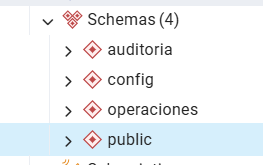 Schemas (4)
auditoria
config
operaciones
public